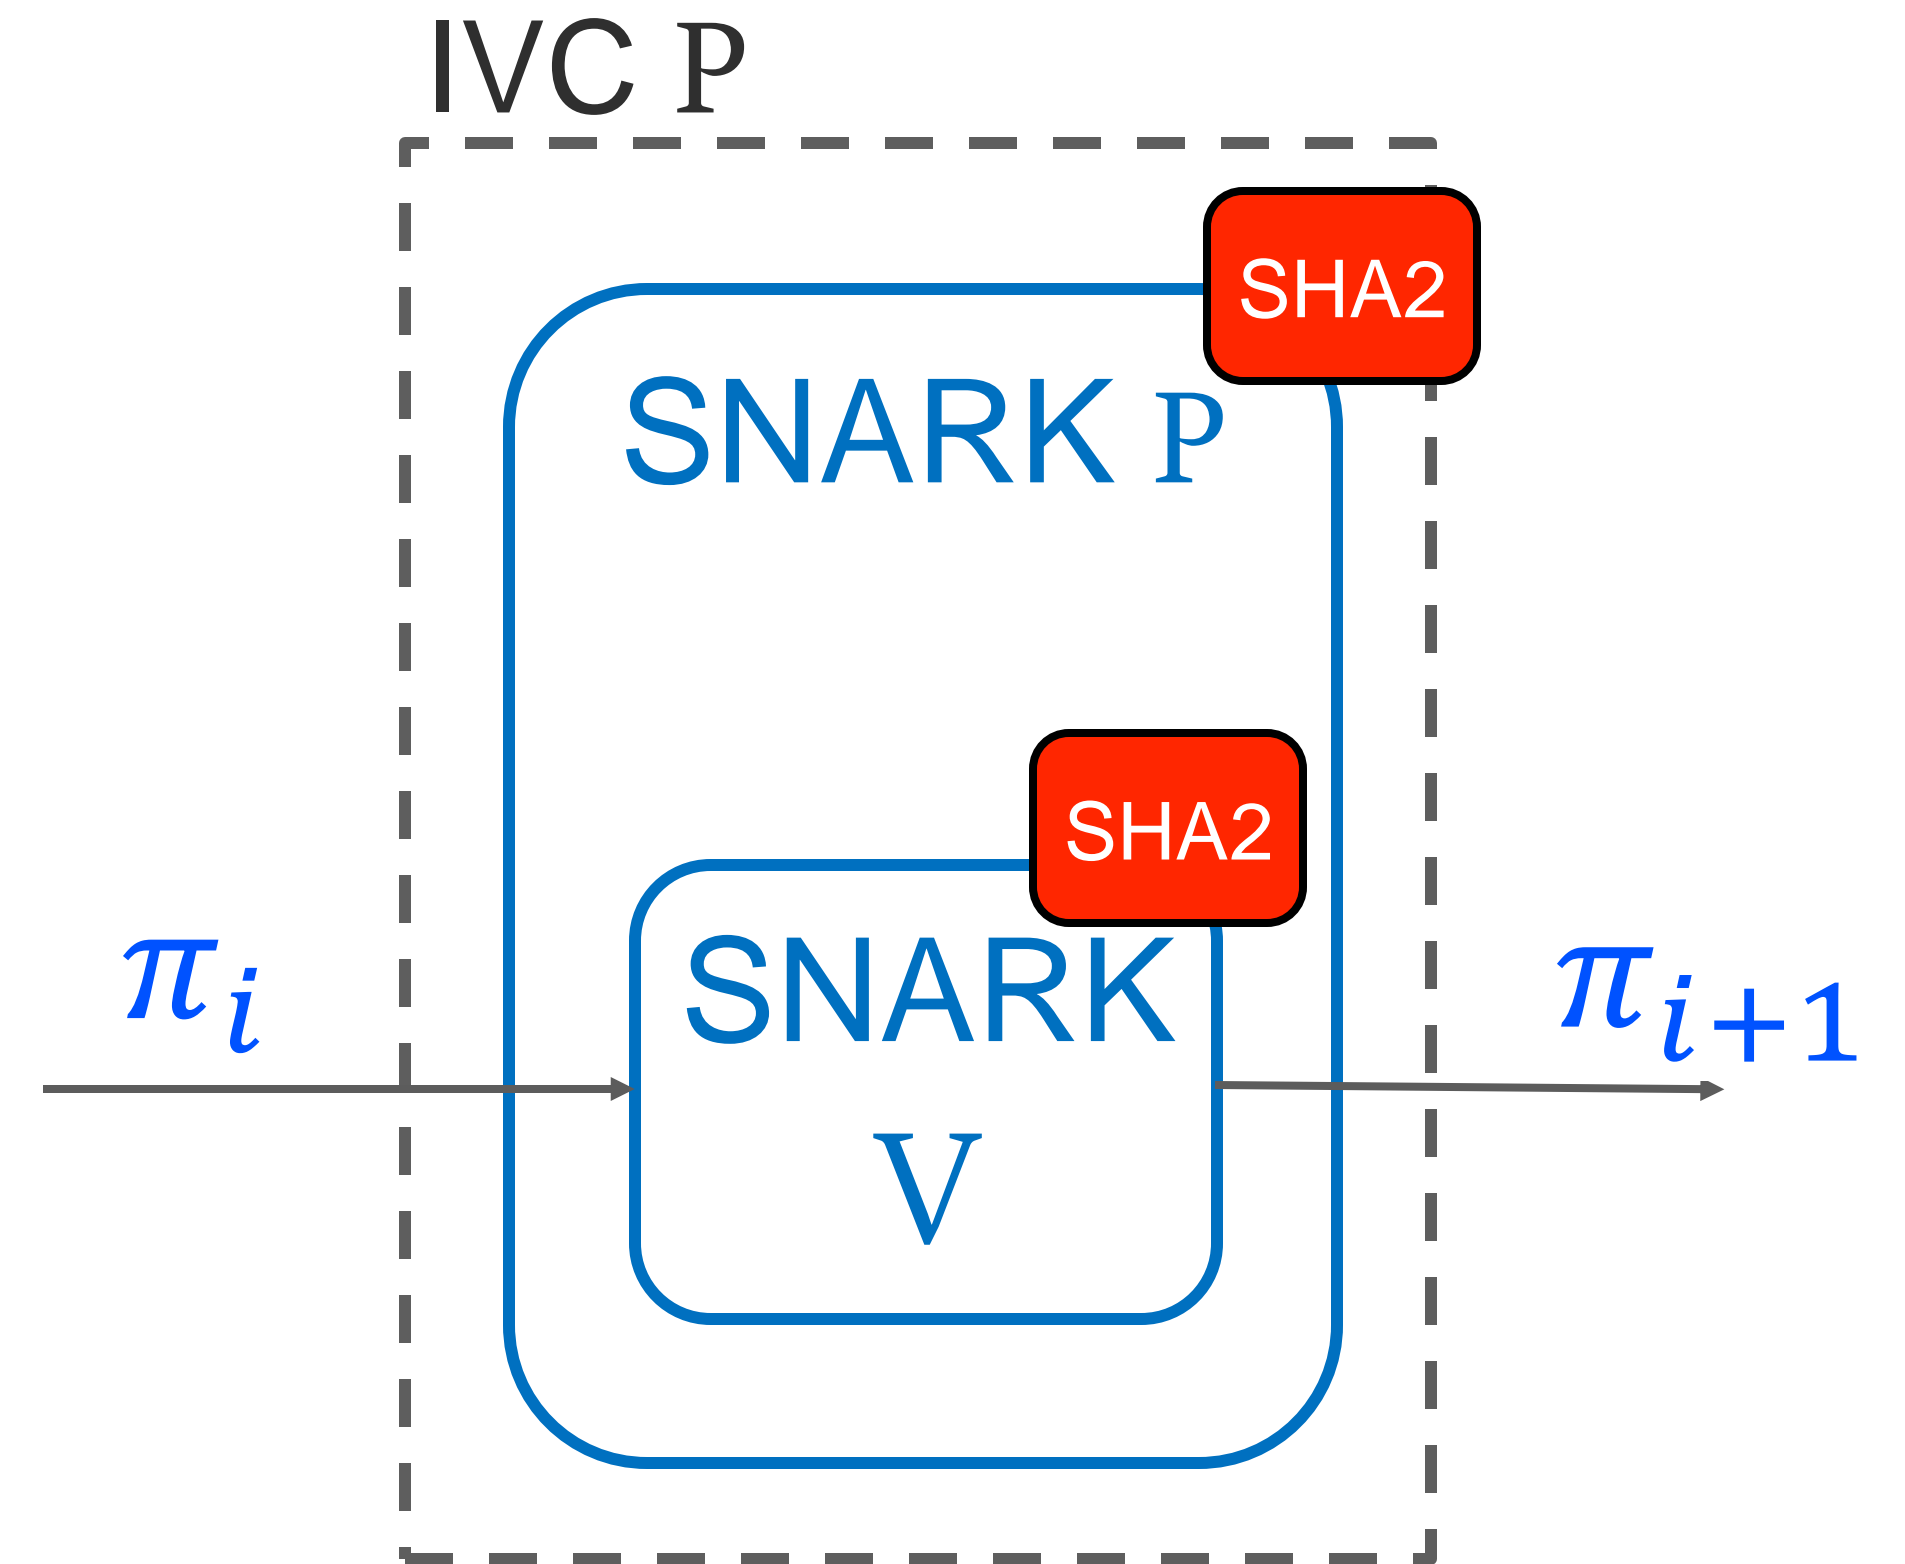 IVC P
SHA2
SNARK P
SHA2
SNARK
V
π_i
π_{i+1}